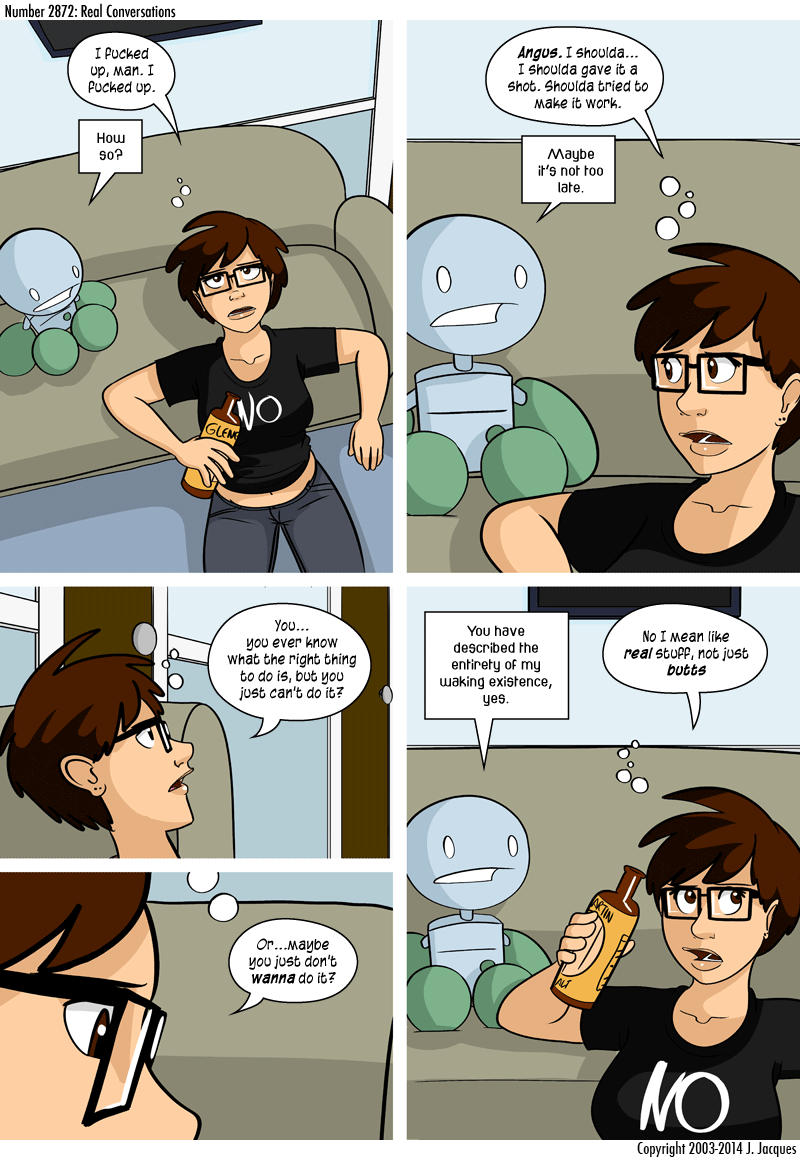 Number 2872: Real Conversations
I fucked
up, man. I
fucked up.
How
so?
NO
GLEN
Angus. I shoulda...
I shoulda gave it a
shot. Shoulda tried to
make it work.
Maybe
it's not too
late.
You...
you ever know
what the right thing
to do is, but you
just can't do it?
Or...maybe
you just don't
wanna do it?
You have
described the
entirety of my
waking existence,
yes.
No I mean like
real stuff, not just
butts
NO
Copyright 2003-2014 J. Jacques